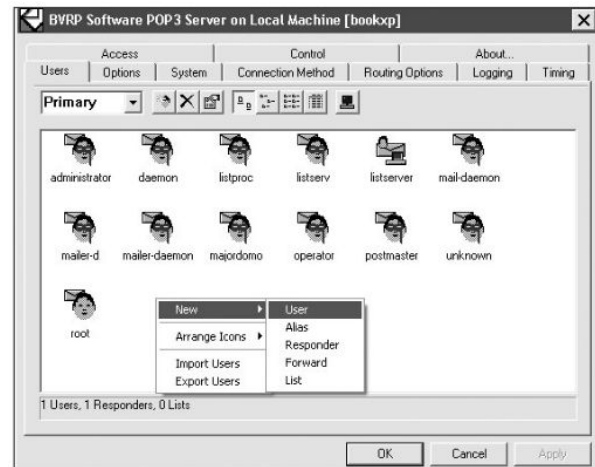 BVRP Software POP3 Server on Local Machine [bookxp]
Access Control About...
Users Options System Connection Method Routing Options Logging Timing
Primary
administrator daemon listproc listserv listserver mail-daemon
mailer-d mailer-daemon majordomo operator postmaster unknown
root
New
Arrange Icons
Import Users
Export Users
User
Alias
Responder
Forward
List
1 Users, 1 Responders, 0 Lists
OK Cancel Apply